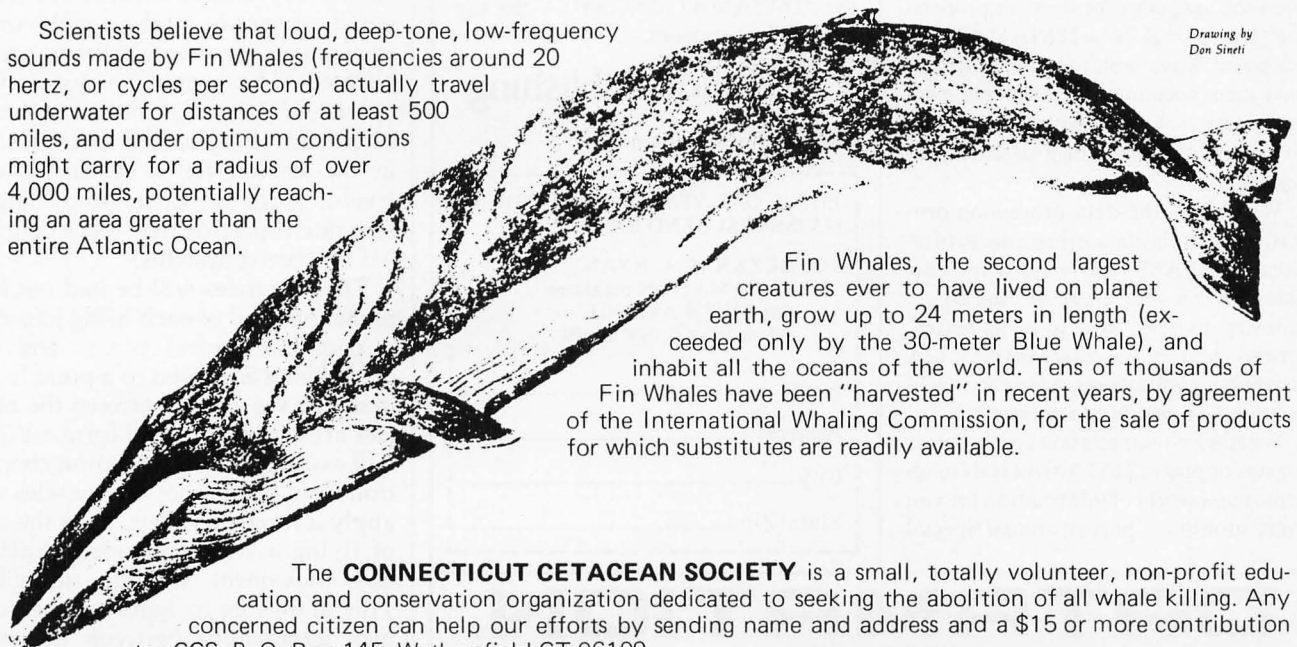 Scientists believe that loud, deep-tone, low-frequency
sounds made by Fin Whales (frequencies around 20
hertz, or cycles per second) actually travel
underwater for distances of at least 500
miles, and under optimum conditions
might carry for a radius of over
4,000 miles, potentially reach-
ing an area greater than the
entire Atlantic Ocean.
Drawing by
Don Sineti
Fin Whales, the second largest
creatures ever to have lived on planet
earth, grow up to 24 meters in length (ex-
ceeded only by the 30-meter Blue Whale), and
inhabit all the oceans of the world. Tens of thousands of
Fin Whales have been "harvested" in recent years, by agreement
of the International Whaling Commission, for the sale of products
for which substitutes are readily available.
The CONNECTICUT CETACEAN SOCIETY is a small, totally volunteer, non-profit edu-
cation and conservation organization dedicated to seeking the abolition of all whale killing. Any
concerned citizen can help our efforts by sending name and address and a $15 or more contribution
to CCS, P. O. Box 145, Wethersfield CT 06109